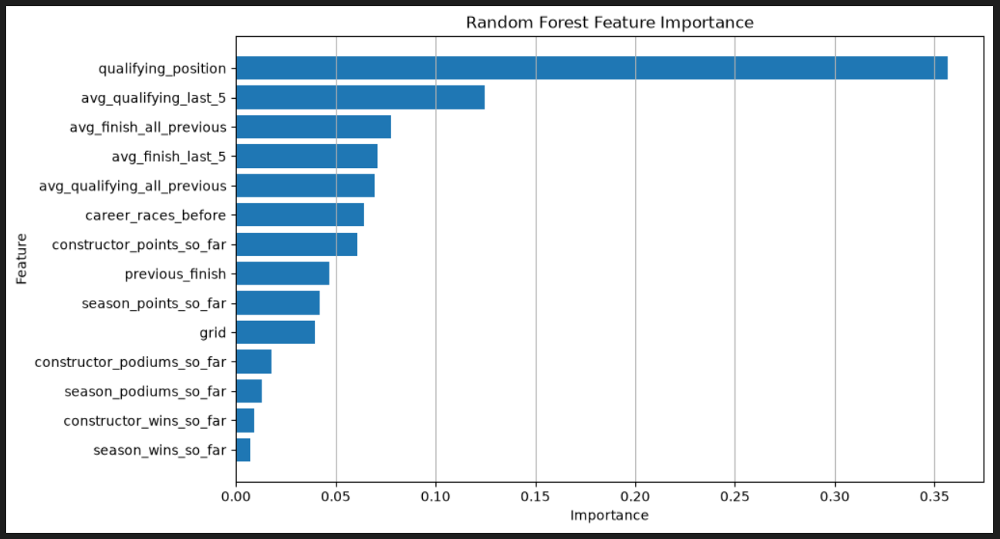 Random Forest Feature Importance
qualifying_position
avg_qualifying_last_5
avg_finish_all_previous
avg_finish_last_5
avg_qualifying_all_previous
career_races_before
constructor_points_so_far
previous_finish
season_points_so_far
grid
constructor_podiums_so_far
season_podiums_so_far
constructor_wins_so_far
season_wins_so_far
Feature
0.00 0.05 0.10 0.15 0.20 0.25 0.30 0.35
Importance